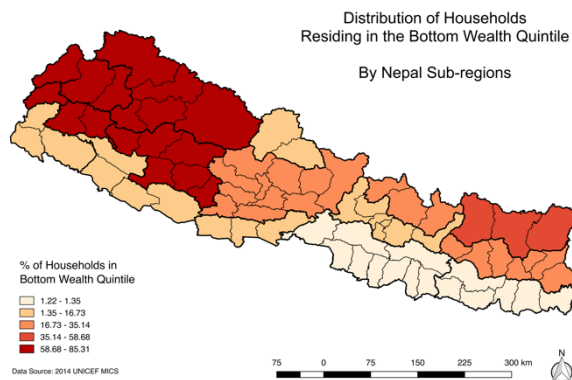 Distribution of Households
Residing in the Bottom Wealth Quintile
By Nepal Sub-regions
% of Households in
Bottom Wealth Quintile
1.22 - 1.35
1.35 - 16.73
16.73 - 35.14
35.14 - 58.68
58.68 - 85.31
Data Source: 2014 UNICEF MICS
75 0 75 150 225 300 km
N